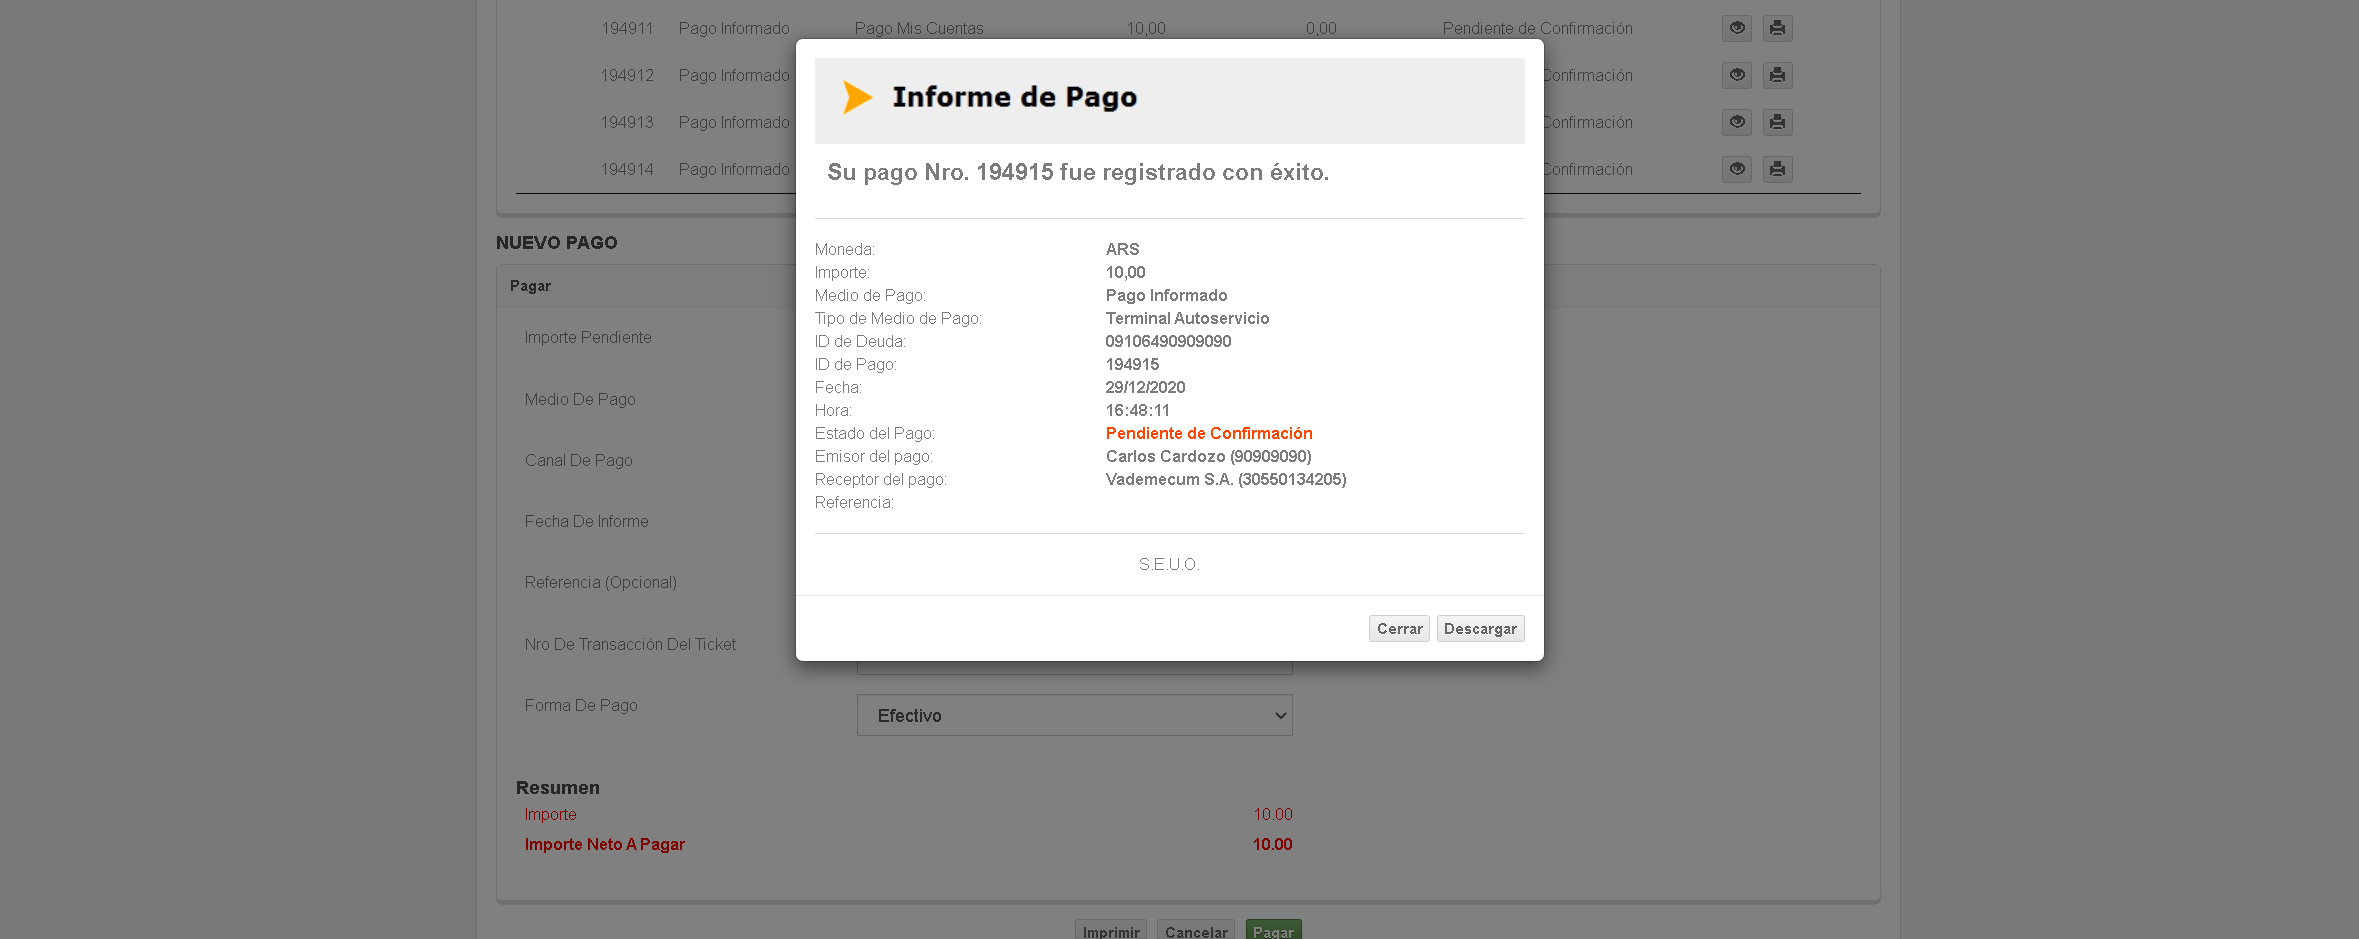 194911 Pago Informado Pago Mis Cuentas 10,00 0,00 Pendiente de Confirmación
194912 Pago Informado Confirmación
194913 Pago Informado Confirmación
194914 Pago Informado Confirmación
Informe de Pago
Su pago Nro. 194915 fue registrado con éxito.
Moneda: ARS
Importe: 10,00
Medio de Pago: Pago Informado
Tipo de Medio de Pago: Terminal Autoservicio
ID de Deuda: 09106490909090
ID de Pago: 194915
Fecha: 29/12/2020
Hora: 16:48:11
Estado del Pago: Pendiente de Confirmación
Emisor del pago: Carlos Cardozo (90909090)
Receptor del pago: Vademecum S.A. (30550134205)
Referencia:
S.E.U.O.
Cerrar Descargar
NUEVO PAGO
Pagar
Importe Pendiente
Medio De Pago
Canal De Pago
Fecha De Informe
Referencia (Opcional)
Nro De Transacción Del Ticket
Forma De Pago Efectivo
Resumen
Importe 10.00
Importe Neto A Pagar 10.00
Imprimir Cancelar Pagar